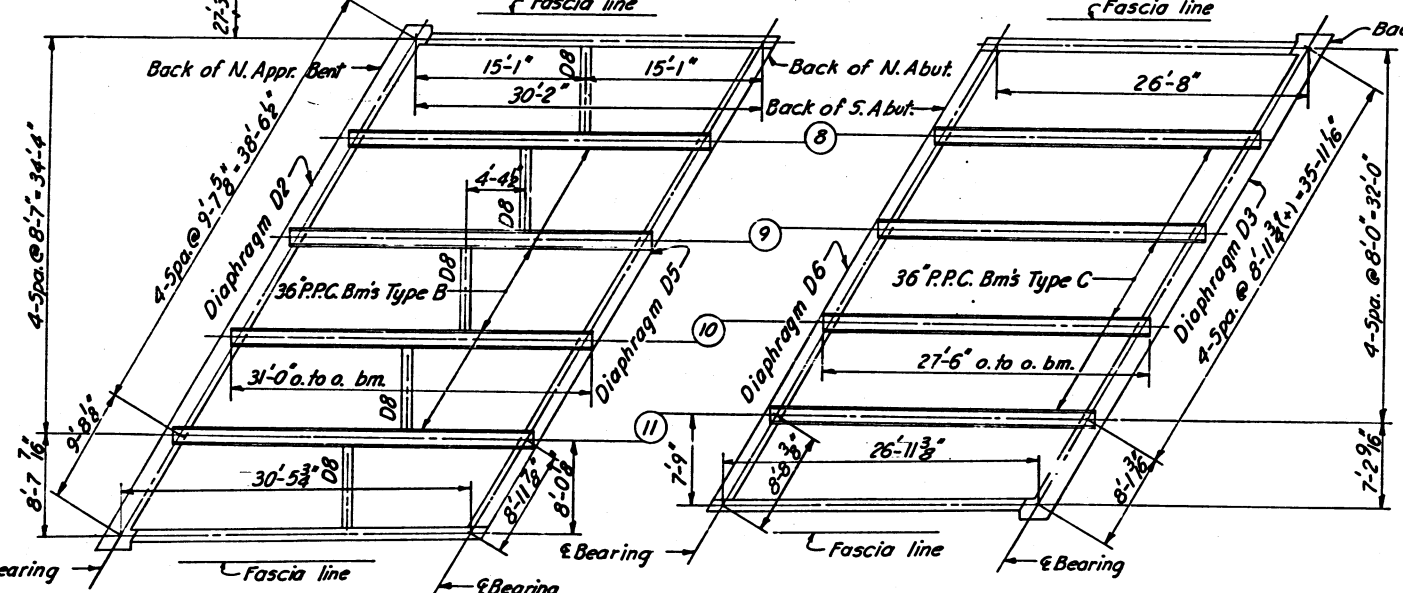 Fascia line
Fascia line
27'-3
Back of N. Appr. Bent
15'-1"
D8
15'-1"
30'-2"
Back of N. Abut.
Back of S. Abut.
26'-8"
4-Spa. @ 8'-7" = 34'-4"
4-Spa. @ 9'-7 5/8" = 38'-6 1/2"
Diaphragm D2
8
4'-4 1/2"
D8
9
D8
36" P.P.C. Bm's Type B
Diaphragm D5
Diaphragm D6
36" P.P.C. Bm's Type C
Diaphragm D3
4-Spa. @ 8'-11 3/4" (+) = 35'-11 1/16"
4-Spa. @ 8'-0" = 32'-0"
10
31'-0" o. to o. bm.
27'-6" o. to o. bm.
D8
11
9'-8 1/8"
8'-7 7/16"
30'-5 3/4"
D8
8'-11 7/8"
7'-9"
8'-8 3/8"
26'-11 3/8"
8'-1 3/16"
7'-2 9/16"
℄ Bearing
Fascia line
℄ Bearing
Fascia line
℄ Bearing